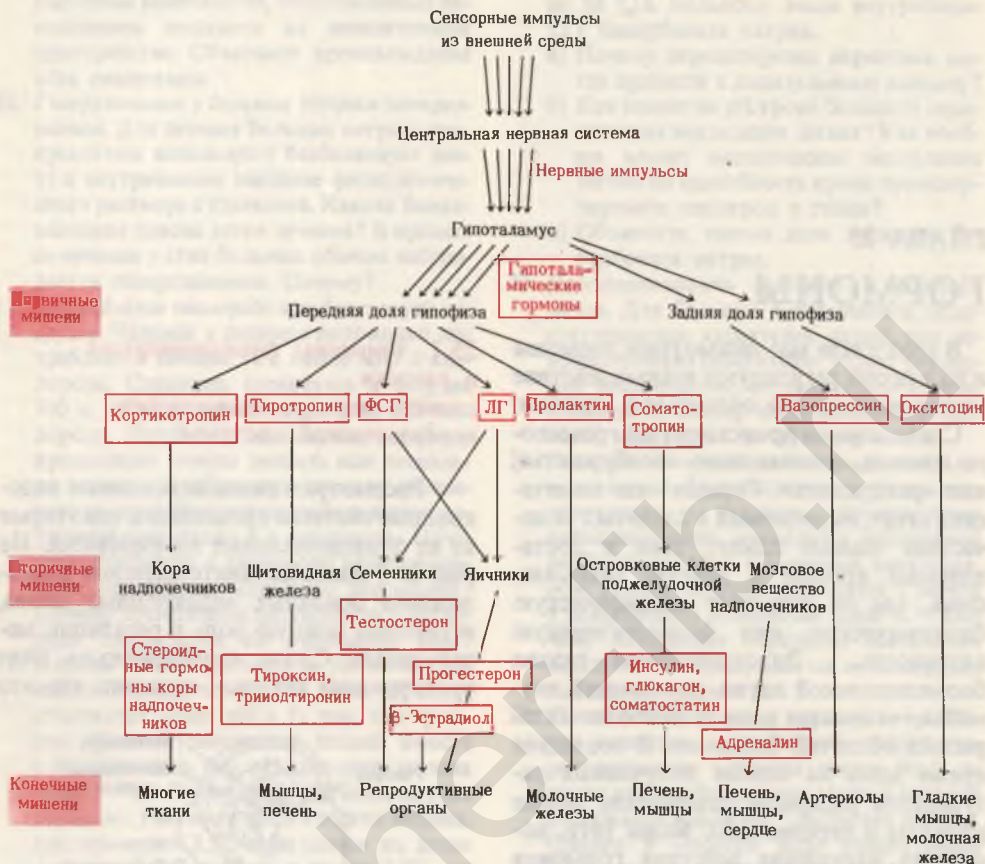 Сенсорные импульсы
из внешней среды
Центральная нервная система
Нервные импульсы
Гипоталамус
Гипотала-
мические
гормоны
Первичные
мишени
Передняя доля гипофиза
Задняя доля гипофиза
Кортикотропин
Тиротропин
ФСГ
ЛГ
Пролактин
Сомато-
тропин
Вазопрессин
Окситоцин
Вторичные
мишени
Кора
надпочечников
Щитовидная
железа
Семенники
Яичники
Островковые клетки
поджелудочной
железы
Мозговое
вещество
надпочечников
Тестостерон
Стероид-
ные гормо-
ны коры
надпочеч-
ников
Тироксин,
трииодтиронин
Прогестерон
β-Эстрадиол
Инсулин,
глюкагон,
соматостатин
Адреналин
Конечные
мишени
Многие
ткани
Мышцы,
печень
Репродуктивные
органы
Молочные
железы
Печень,
мышцы
Печень,
мышцы,
сердце
Артериолы
Гладкие
мышцы,
молочная
железа
her-lib.ru